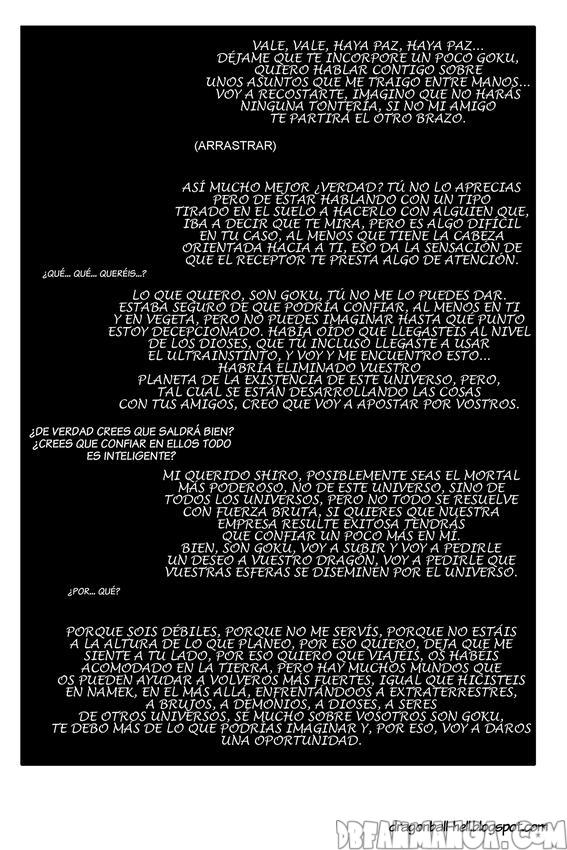 VALE, VALE, HAYA PAZ, HAYA PAZ...
DÉJAME QUE TE INCORPORE UN POCO GOKU,
QUIERO HABLAR CONTIGO SOBRE
UNOS ASUNTOS QUE ME TRAIGO ENTRE MANOS...
VOY A RECOSTARTE, IMAGINO QUE NO HARÁS
NINGUNA TONTERÍA, SI NO MI AMIGO
TE PARTIRÁ EL OTRO BRAZO.
(ARRASTRAR)
ASÍ MUCHO MEJOR ¿VERDAD? TÚ NO LO APRECIAS
PERO DE ESTAR HABLANDO CON UN TIPO
TIRADO EN EL SUELO A HACERLO CON ALGUIEN QUE,
IBA A DECIR QUE TE MIRA, PERO ES ALGO DIFÍCIL
EN TU CASO, AL MENOS QUE TIENE LA CABEZA
ORIENTADA HACIA A TI, ESO DA LA SENSACIÓN DE
QUE EL RECEPTOR TE PRESTA ALGO DE ATENCIÓN.
¿QUÉ... QUÉ... QUERÉIS...?
LO QUE QUIERO, SON GOKU, TÚ NO ME LO PUEDES DAR.
ESTABA SEGURO DE QUE PODRÍA CONFIAR, AL MENOS EN TI
Y EN VEGETA, PERO NO PUEDES IMAGINAR HASTA QUE PUNTO
ESTOY DECEPCIONADO. HABÍA OÍDO QUE LLEGASTÉIS AL NIVEL
DE LOS DIOSES, QUE TÚ INCLUSO LLEGASTE A USAR
EL ULTRAINSTINTO, Y VOY Y ME ENCUENTRO ESTO...
HABRÍA ELIMINADO VUESTRO
PLANETA DE LA EXISTENCIA DE ESTE UNIVERSO, PERO,
TAL CUAL SE ESTÁN DESARROLLANDO LAS COSAS
CON TUS AMIGOS, CREO QUE VOY A APOSTAR POR VOSTROS.
¿DE VERDAD CREES QUE SALDRÁ BIEN?
¿CREES QUE CONFIAR EN ELLOS TODO
ES INTELIGENTE?
MI QUERIDO SHIRO, POSIBLEMENTE SEAS EL MORTAL
MÁS PODEROSO, NO DE ESTE UNIVERSO, SINO DE
TODOS LOS UNIVERSOS, PERO NO TODO SE RESUELVE
CON FUERZA BRUTA, SI QUIERES QUE NUESTRA
EMPRESA RESULTE EXITOSA TENDRÁS
QUE CONFIAR UN POCO MÁS EN MÍ.
BIEN, SON GOKU, VOY A SUBIR Y VOY A PEDIRLE
UN DESEO A VUESTRO DRAGÓN, VOY A PEDIRLE QUE
VUESTRAS ESFERAS SE DISEMINEN POR EL UNIVERSO.
¿POR... QUÉ?
PORQUE SOIS DÉBILES, PORQUE NO ME SERVÍS, PORQUE NO ESTÁIS
A LA ALTURA DE LO QUE PLÁNEO, POR ESO QUIERO, DEJA QUE ME
SIENTE A TU LADO, POR ESO QUIERO QUE VIAJÉIS, OS HABÉIS
ACOMODADO EN LA TIERRA, PERO HAY MUCHOS MUNDOS QUE
OS PUEDEN AYUDAR A VOLVEROS MÁS FUERTES, IGUAL QUE HICISTEIS
EN NAMEK, EN EL MÁS ALLÁ, ENFRENTÁNDOOS A EXTRATERRESTRES,
A BRUJOS, A DEMONIOS, A DIOSES, A SERES
DE OTROS UNIVERSOS, SÉ MUCHO SOBRE VOSOTROS SON GOKU,
TE DEBO MÁS DE LO QUE PODRÍAS IMAGINAR Y, POR ESO, VOY A DAROS
UNA OPORTUNIDAD.
dragonball-hell.blogspot.com
DBFANMANGA.COM